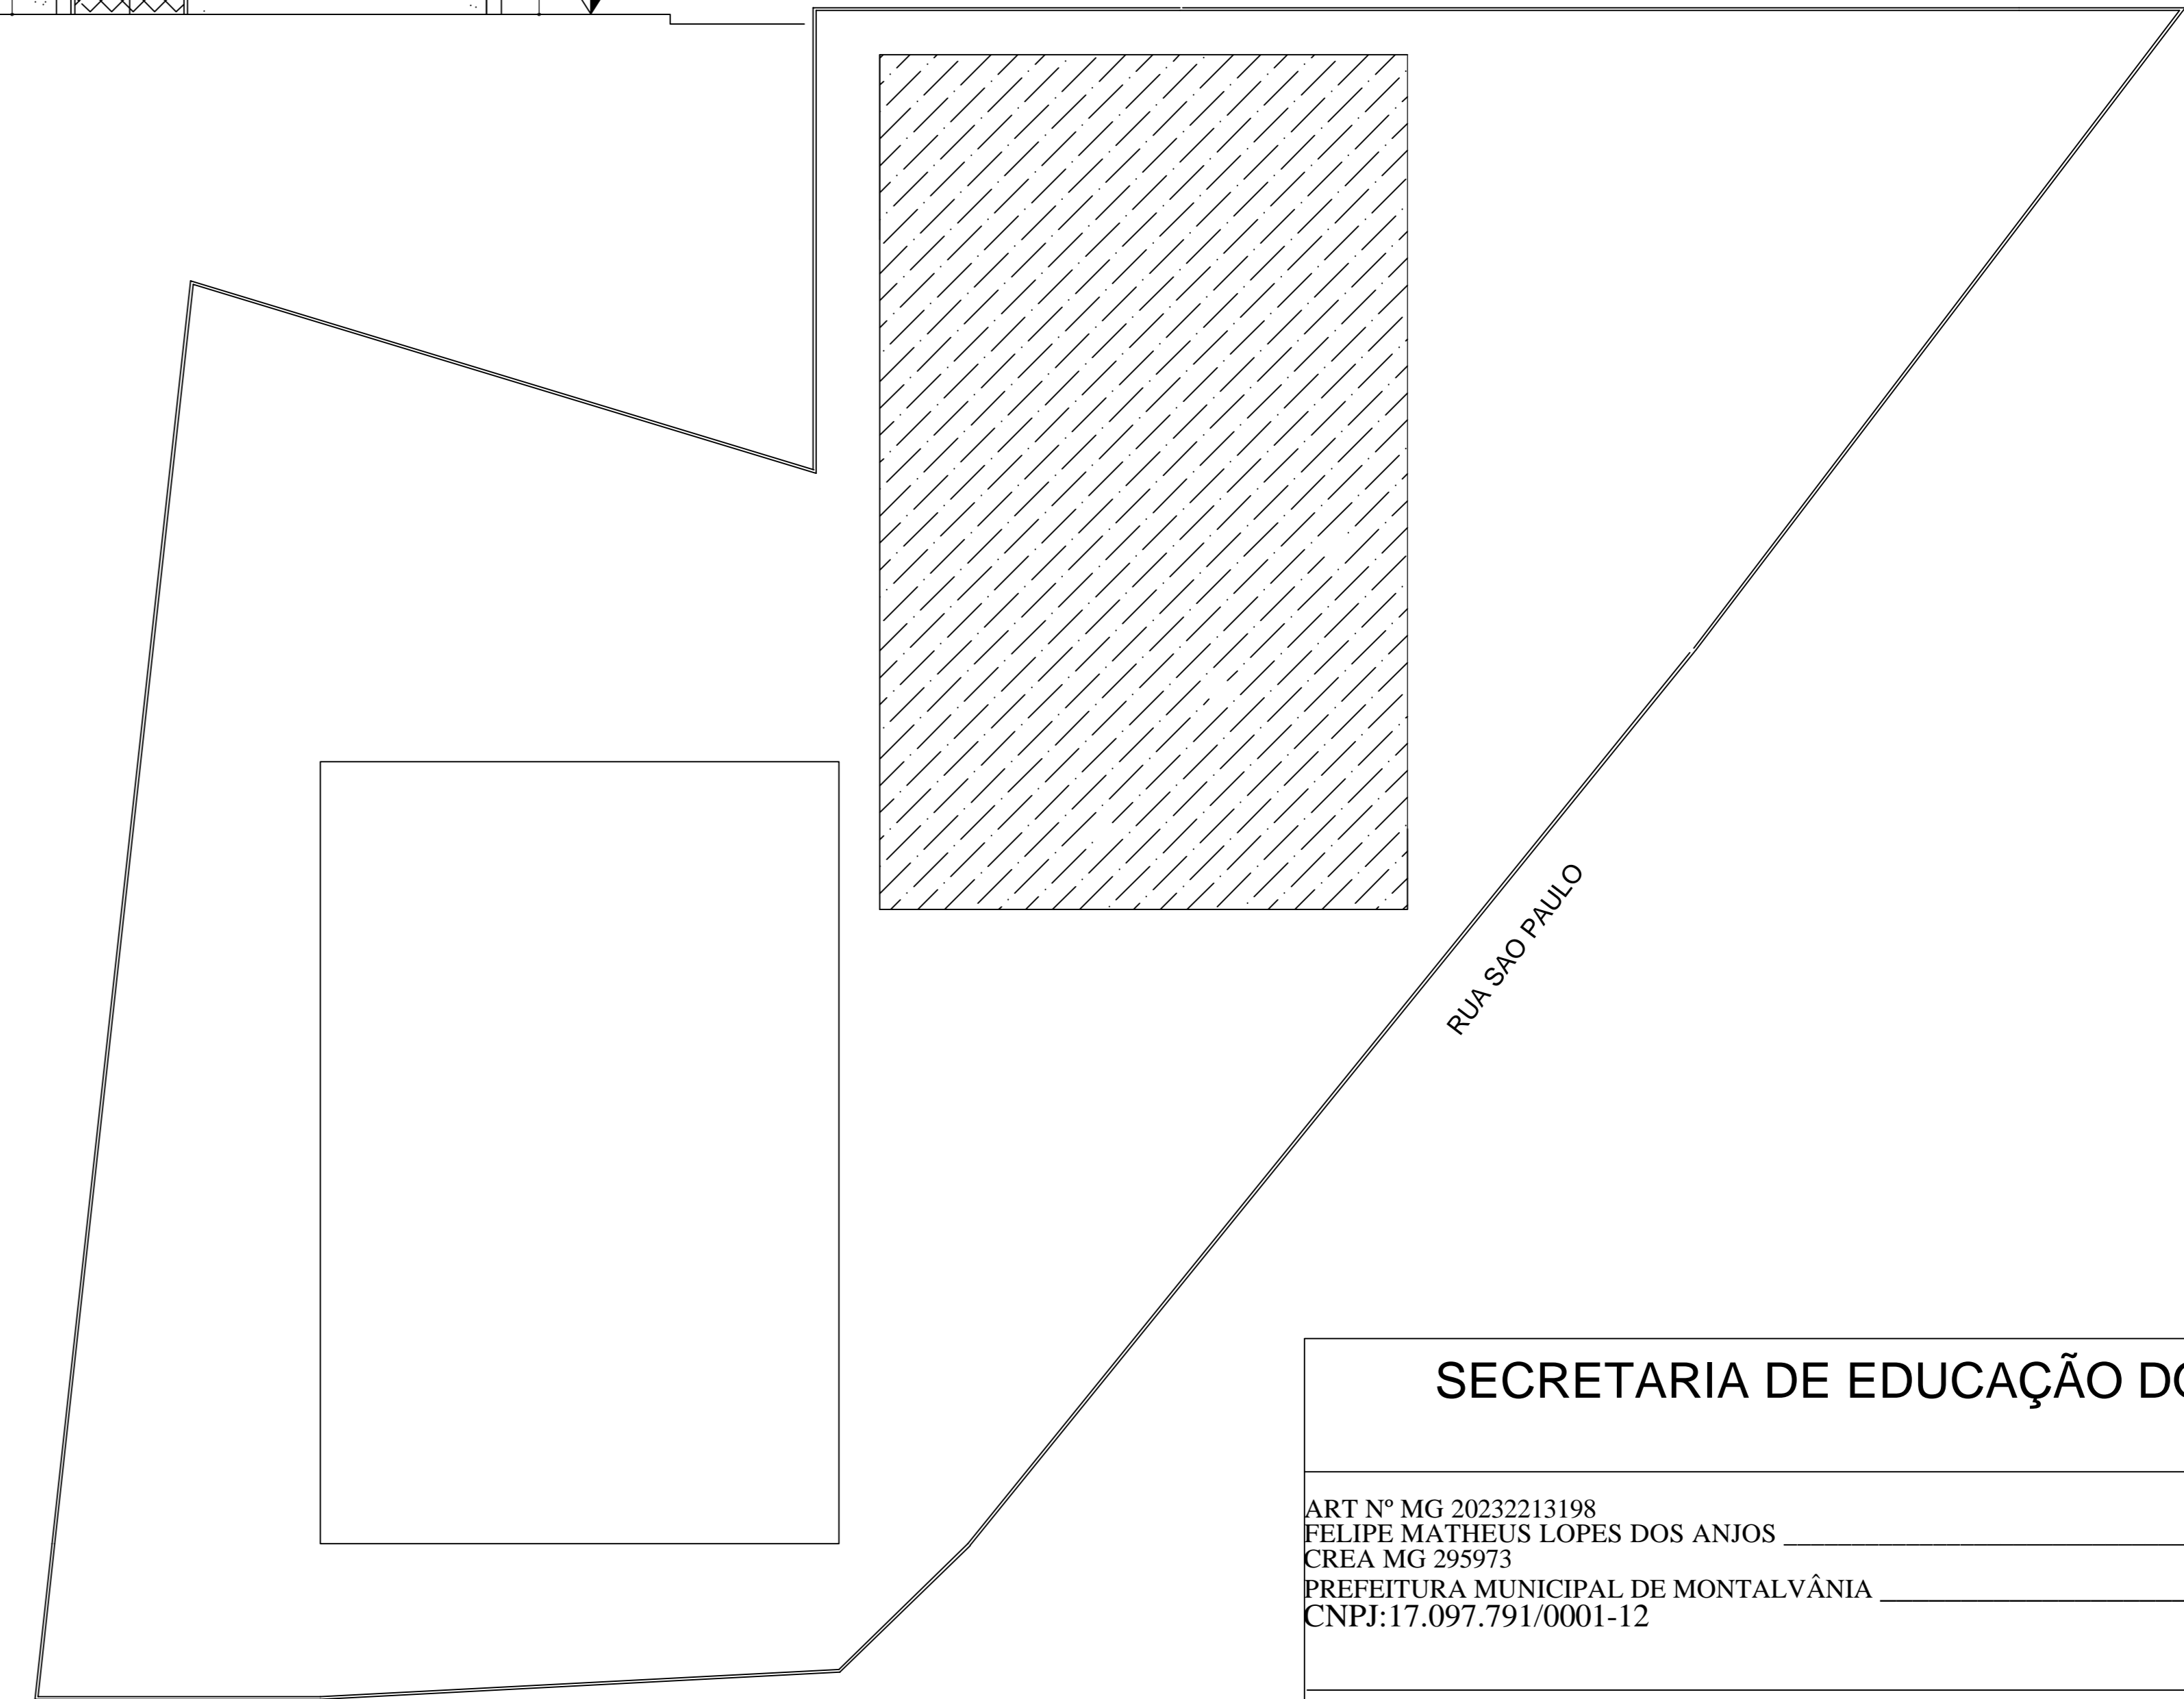 RUA SAO PAULO
SECRETARIA DE EDUCAÇÃO
ART Nº MG 20232213198
FELIPE MATHEUS LOPES DOS ANJOS
CREA MG 295973
PREFEITURA MUNICIPAL DE MONTALVÂNIA
CNPJ:17.097.791/0001-12